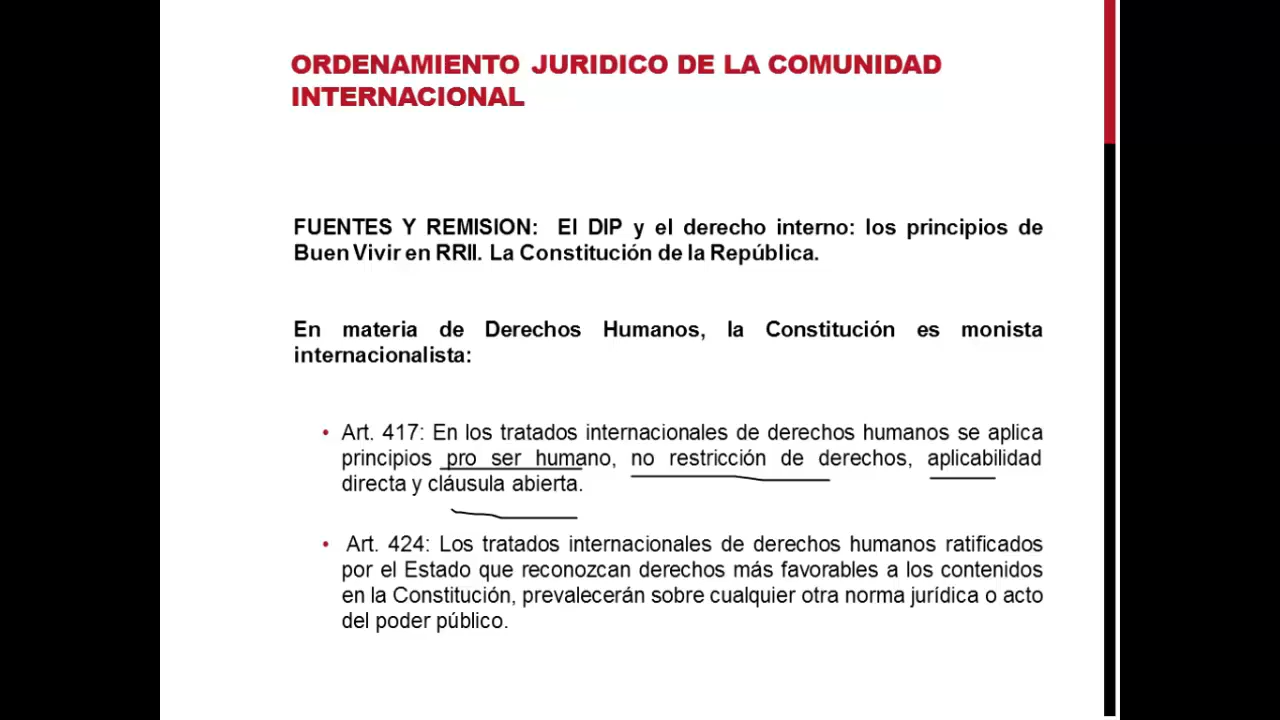 ORDENAMIENTO JURIDICO DE LA COMUNIDAD
INTERNACIONAL
FUENTES Y REMISION: El DIP y el derecho interno: los principios de
Buen Vivir en RRII. La Constitución de la República.
En materia de Derechos Humanos, la Constitución es monista
internacionalista:
• Art. 417: En los tratados internacionales de derechos humanos se aplica
principios pro ser humano, no restricción de derechos, aplicabilidad
directa y cláusula abierta.
• Art. 424: Los tratados internacionales de derechos humanos ratificados
por el Estado que reconozcan derechos más favorables a los contenidos
en la Constitución, prevalecerán sobre cualquier otra norma jurídica o acto
del poder público.